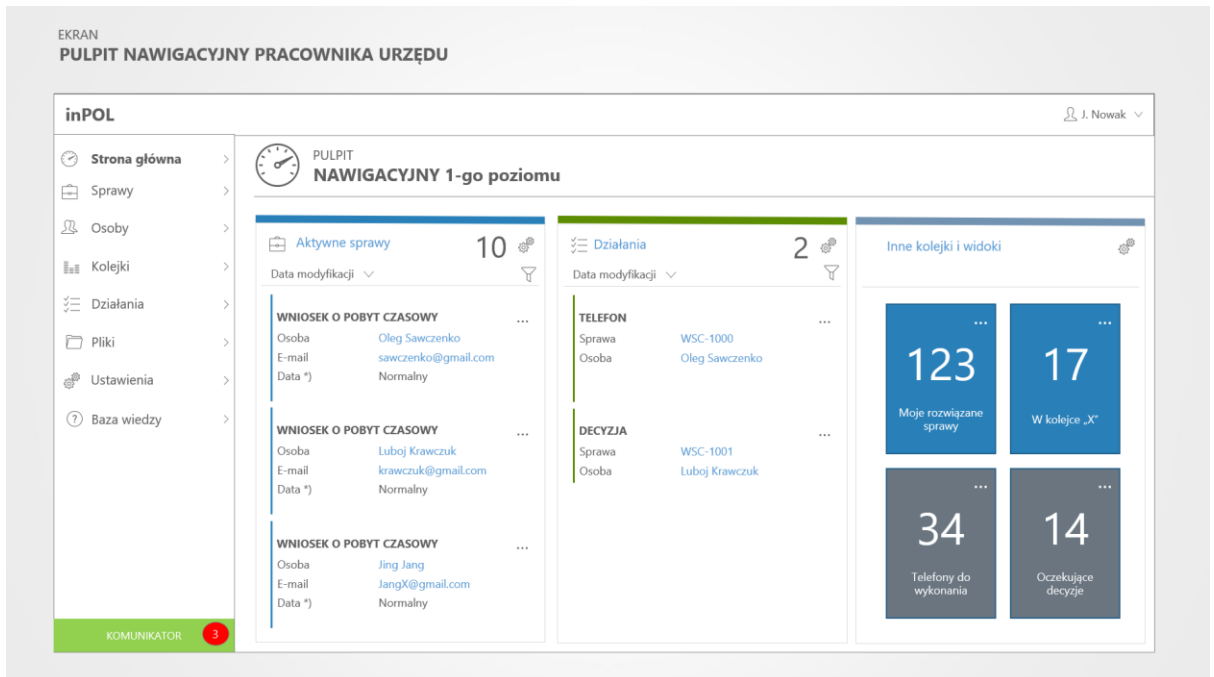 EKRAN
PULPIT NAWIGACYJNY PRACOWNIKA URZĘDU
inPOL
J. Nowak
Strona główna
Sprawy
Osoby
Kolejki
Działania
Pliki
Ustawienia
? Baza wiedzy
KOMUNIKATOR 3
PULPIT
NAWIGACYJNY 1-go poziomu
Aktywne sprawy 10
Data modyfikacji
WNIOSEK O POBYT CZASOWY ...
Osoba Oleg Sawczenko
E-mail sawczenko@gmail.com
Data *) Normalny
WNIOSEK O POBYT CZASOWY ...
Osoba Luboj Krawczuk
E-mail krawczuk@gmail.com
Data *) Normalny
WNIOSEK O POBYT CZASOWY ...
Osoba Jing Jang
E-mail JangX@gmail.com
Data *) Normalny
Działania 2
Data modyfikacji
TELEFON ...
Sprawa WSC-1000
Osoba Oleg Sawczenko
DECYZJA ...
Sprawa WSC-1001
Osoba Luboj Krawczuk
Inne kolejki i widoki
...
123
Moje rozwiązane
sprawy
...
17
W kolejce „X"
...
34
Telefony do
wykonania
...
14
Oczekujące
decyzje